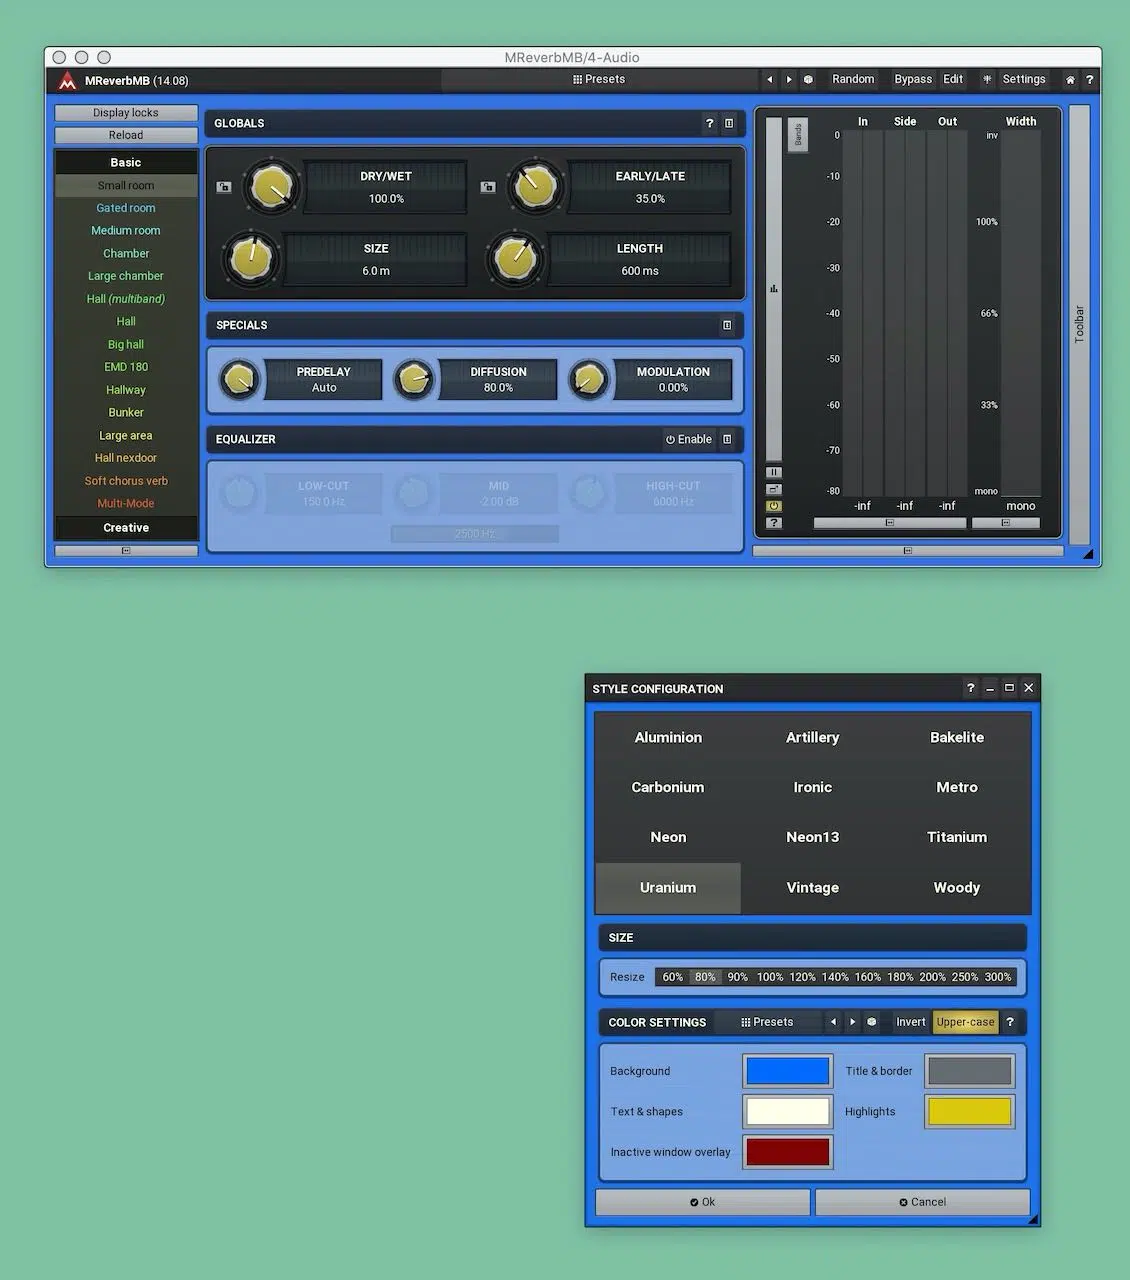 MReverbMB/4-Audio
MReverbMB (14.08)
Presets
Random
Bypass
Edit
Settings
?
Display locks
Reload
Basic
Small room
Gated room
Medium room
Chamber
Large chamber
Hall (multiband)
Hall
Big hall
EMD 180
Hallway
Bunker
Large area
Hall nexdoor
Soft chorus verb
Multi-Mode
Creative
GLOBALS
?
DRY/WET
100.0%
EARLY/LATE
35.0%
SIZE
6.0 m
LENGTH
600 ms
SPECIALS
PREDELAY
Auto
DIFFUSION
80.0%
MODULATION
0.00%
EQUALIZER
Enable
LOW-CUT
150.0 Hz
MID
-2.00 dB
HIGH-CUT
6000 Hz
2500 Hz
Bands
In
Side
Out
Width
0
-10
-20
-30
-40
-50
-60
-70
-80
inv
100%
66%
33%
mono
-inf
-inf
-inf
mono
?
Toolbar
STYLE CONFIGURATION
?
Aluminion
Artillery
Bakelite
Carbonium
Ironic
Metro
Neon
Neon13
Titanium
Uranium
Vintage
Woody
SIZE
Resize
60% 80% 90% 100% 120% 140% 160% 180% 200% 250% 300%
COLOR SETTINGS
Presets
Invert
Upper-case
?
Background
Title & border
Text & shapes
Highlights
Inactive window overlay
Ok
Cancel